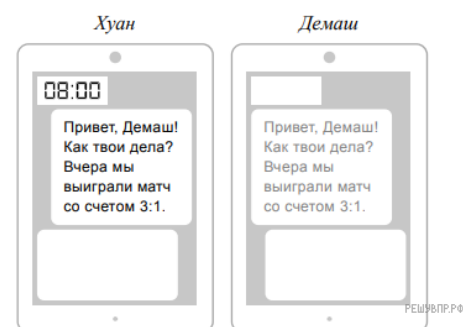 Хуан
Демаш
08:00
Привет, Демаш!
Как твои дела?
Вчера мы
выиграли матч
со счетом 3:1.
Привет, Демаш!
Как твои дела?
Вчера мы
выиграли матч
со счетом 3:1.
РЕШУВПР.РФ